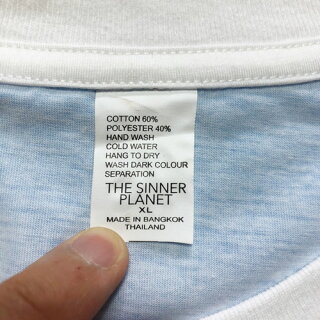 COTTON 60%
POLYESTER 40%
HAND WASH
COLD WATER
HANG TO DRY
WASH DARK COLOUR
SEPARATION
THE SINNER
PLANET
XL
MADE IN BANGKOK
THAILAND